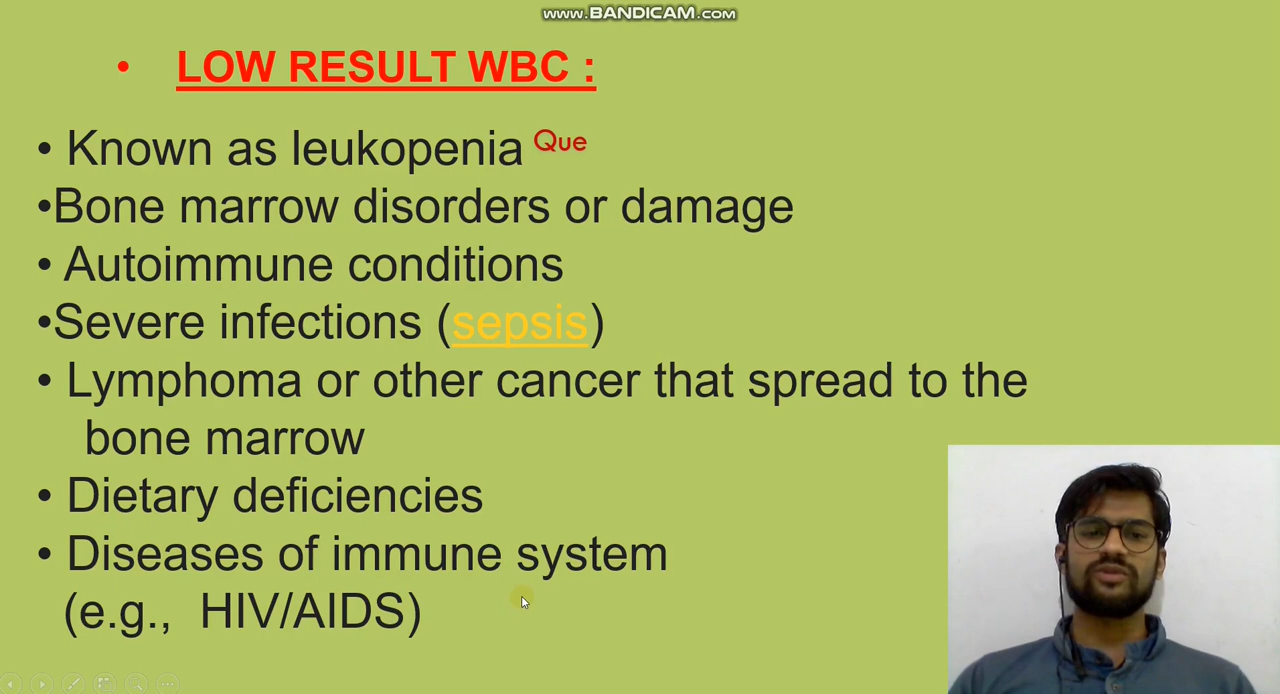 www.BANDICAM.com
• LOW RESULT WBC :
• Known as leukopenia Que
•Bone marrow disorders or damage
• Autoimmune conditions
•Severe infections (sepsis)
• Lymphoma or other cancer that spread to the
bone marrow
• Dietary deficiencies
• Diseases of immune system
(e.g., HIV/AIDS)